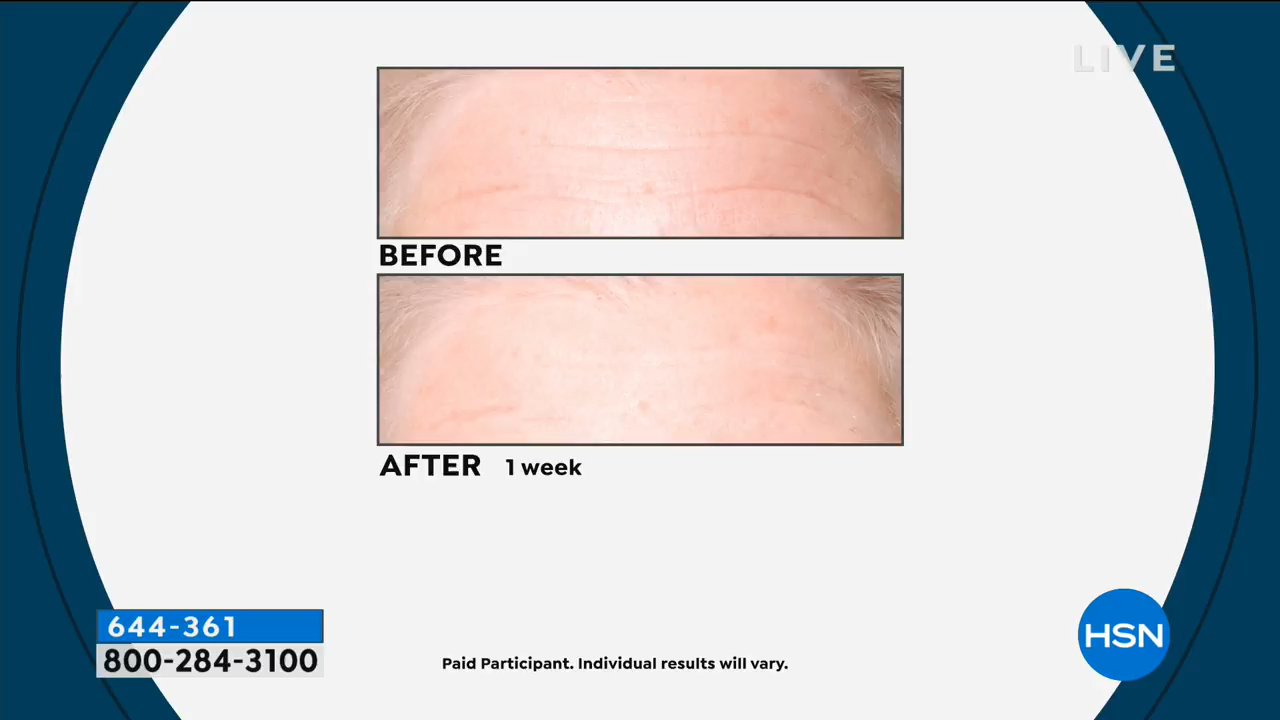 LIVE
BEFORE
AFTER 1 week
644-361
800-284-3100
Paid Participant. Individual results will vary.
HSN